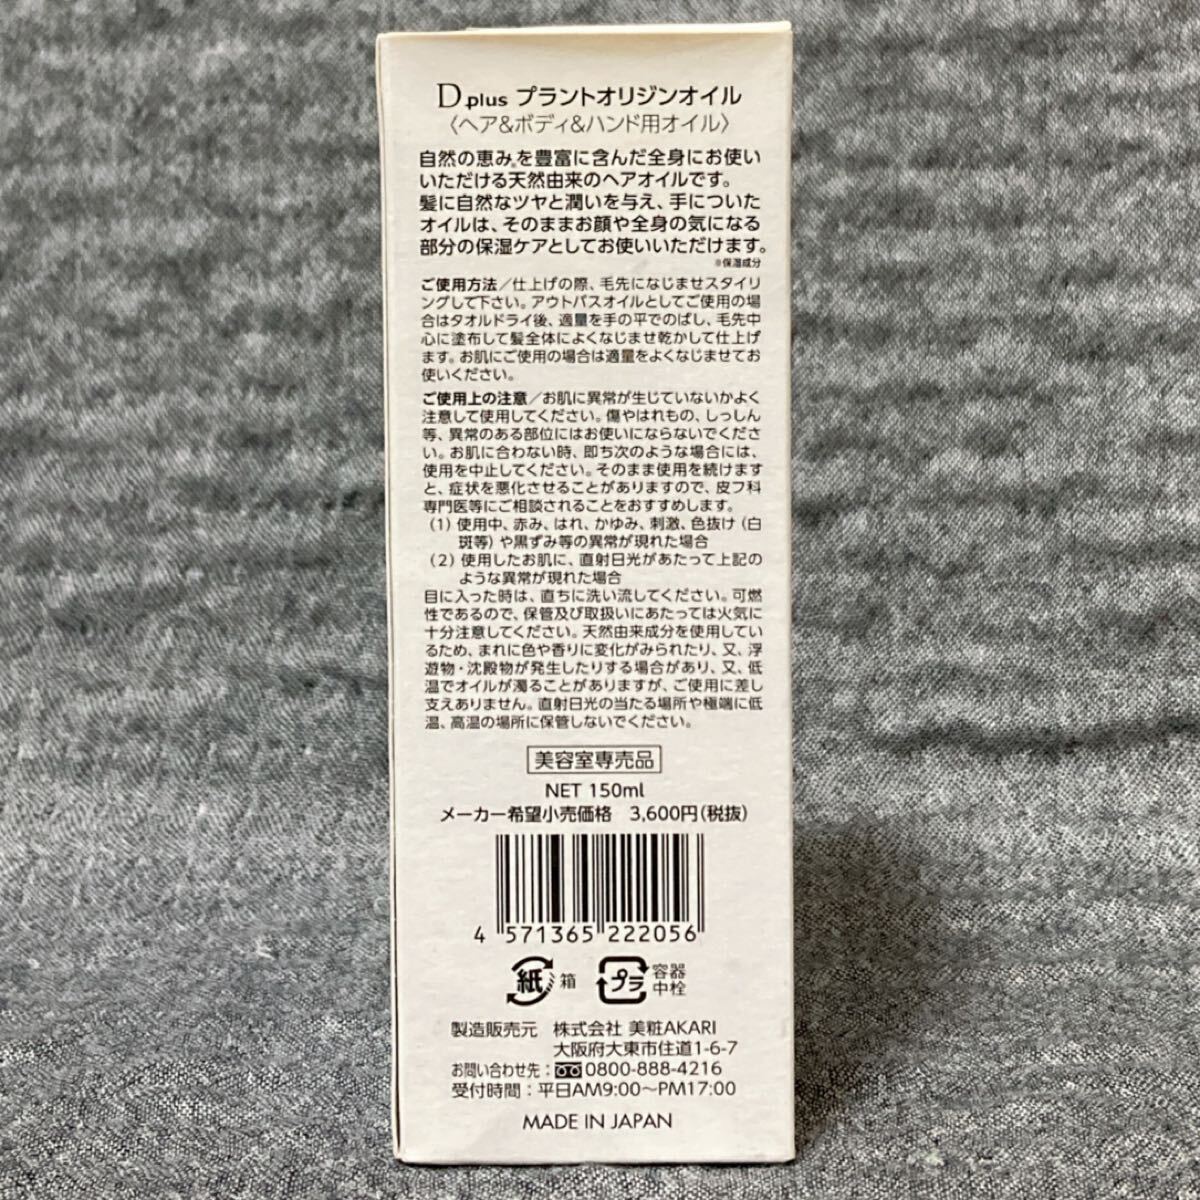 D.plus プラントオリジンオイル
〈ヘア&ボディ&ハンド用オイル〉
自然の恵み※を豊富に含んだ全身にお使い
いただける天然由来のヘアオイルです。
髪に自然なツヤと潤いを与え、手についた
オイルは、そのままお顔や全身の気になる
部分の保湿ケアとしてお使いいただけます。
※保湿成分
ご使用方法／仕上げの際、毛先になじませスタイリ
ングして下さい。アウトバスオイルとしてご使用の場
合はタオルドライ後、適量を手の平でのばし、毛先中
心に塗布して髪全体によくなじませ乾かして仕上げ
ます。お肌にご使用の場合は適量をよくなじませてお
使いください。
ご使用上の注意／お肌に異常が生じていないかよく
注意して使用してください。傷やはれもの、しっしん
等、異常のある部位にはお使いにならないでくださ
い。お肌に合わない時、即ち次のような場合には、
使用を中止してください。そのまま使用を続けます
と、症状を悪化させることがありますので、皮フ科
専門医等にご相談されることをおすすめします。
（1）使用中、赤み、はれ、かゆみ、刺激、色抜け（白
斑等）や黒ずみ等の異常が現れた場合
（2）使用したお肌に、直射日光があたって上記の
ような異常が現れた場合
目に入った時は、直ちに洗い流してください。可燃
性であるので、保管及び取扱いにあたっては火気に
十分注意してください。天然由来成分を使用してい
るため、まれに色や香りに変化がみられたり、又、浮
遊物・沈殿物が発生したりする場合があり、又、低
温でオイルが濁ることがありますが、ご使用に差し
支えありません。直射日光の当たる場所や極端に低
温、高温の場所に保管しないでください。
美容室専売品
NET 150ml
メーカー希望小売価格 3,600円(税抜)
4 571365 222056
紙 箱 プラ 容器
中栓
製造販売元 株式会社 美粧AKARI
大阪府大東市住道1-6-7
お問い合わせ先：0800-888-4216
受付時間：平日AM9:00～PM17:00
MADE IN JAPAN